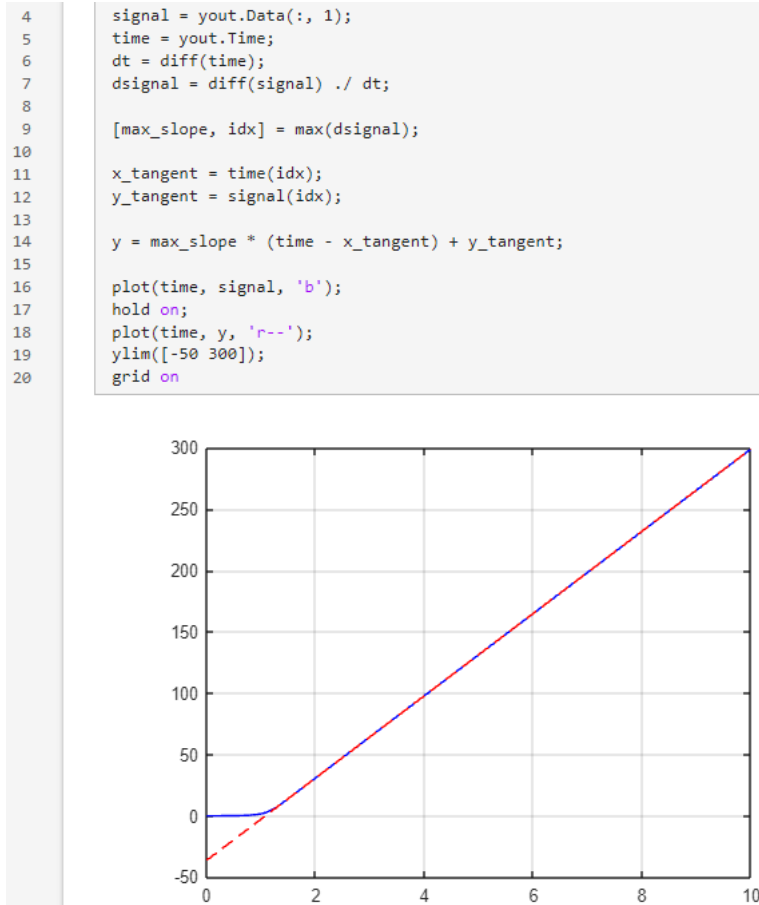 4 signal = yout.Data(:, 1);
5 time = yout.Time;
6 dt = diff(time);
7 dsignal = diff(signal) ./ dt;
8
9 [max_slope, idx] = max(dsignal);
10
11 x_tangent = time(idx);
12 y_tangent = signal(idx);
13
14 y = max_slope * (time - x_tangent) + y_tangent;
15
16 plot(time, signal, 'b');
17 hold on;
18 plot(time, y, 'r--');
19 ylim([-50 300]);
20 grid on
300
250
200
150
100
50
0
-50
0 2 4 6 8 10